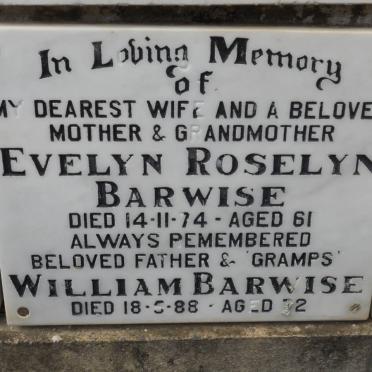 In Loving Memory
of
MY DEAREST WIFE AND A BELOVE
MOTHER & GRANDMOTHER
EVELYN ROSELYN
BARWISE
DIED 14-11-74 - AGED 61
ALWAYS REMEMBERED
BELOVED FATHER & 'GRAMPS'
WILLIAM BARWISE
DIED - AGED